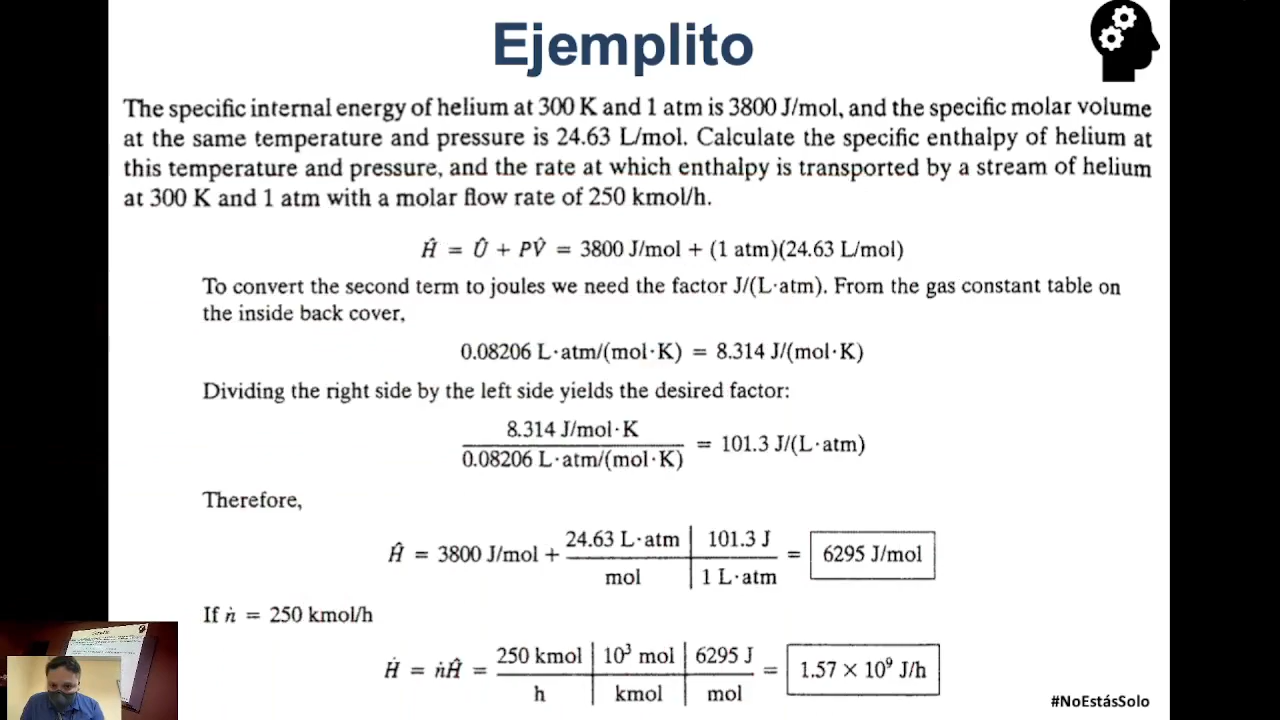 Ejemplito
The specific internal energy of helium at 300 K and 1 atm is 3800 J/mol, and the specific molar volume
at the same temperature and pressure is 24.63 L/mol. Calculate the specific enthalpy of helium at
this temperature and pressure, and the rate at which enthalpy is transported by a stream of helium
at 300 K and 1 atm with a molar flow rate of 250 kmol/h.
Ĥ = Û + PV̂ = 3800 J/mol + (1 atm)(24.63 L/mol)
To convert the second term to joules we need the factor J/(L·atm). From the gas constant table on
the inside back cover,
0.08206 L·atm/(mol·K) = 8.314 J/(mol·K)
Dividing the right side by the left side yields the desired factor:
8.314 J/mol·K
0.08206 L·atm/(mol·K) = 101.3 J/(L·atm)
Therefore,
Ĥ = 3800 J/mol + 24.63 L·atm | 101.3 J = 6295 J/mol
mol | 1 L·atm
If ṅ = 250 kmol/h
Ḣ = ṅĤ = 250 kmol | 10³ mol | 6295 J = 1.57 × 10⁹ J/h
h | kmol | mol
#NoEstásSolo